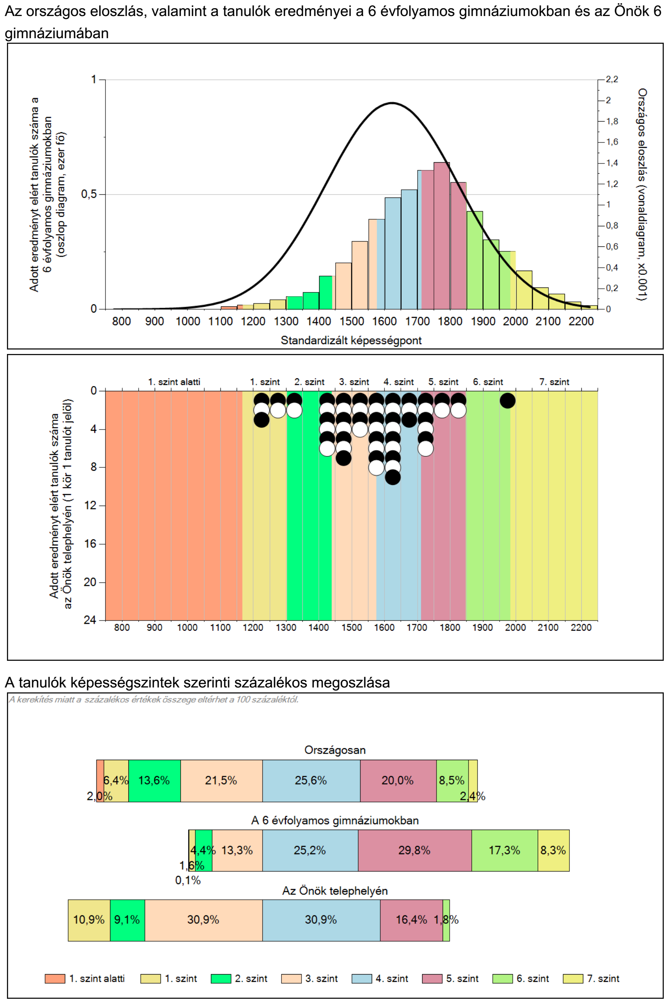 Az országos eloszlás, valamint a tanulók eredményei a 6 évfolyamos gimnáziumokban és az Önök 6
gimnáziumában
Adott eredményt elért tanulók száma a
6 évfolyamos gimnáziumokban
(oszlop diagram, ezer fő)
1
0,5
0
2,2
2
1,8
1,6
1,4
1,2
1
0,8
0,6
0,4
0,2
0
Országos eloszlás (vonaldiagram, x0.001)
800 900 1000 1100 1200 1300 1400 1500 1600 1700 1800 1900 2000 2100 2200
Standardizált képességpont
1. szint alatti 1. szint 2. szint 3. szint 4. szint 5. szint 6. szint 7. szint
Adott eredményt elért tanulók száma
az Önök telephelyén (1 kör 1 tanulót jelöl)
0
4
8
12
16
20
24
800 900 1000 1100 1200 1300 1400 1500 1600 1700 1800 1900 2000 2100 2200
A tanulók képességszintek szerinti százalékos megoszlása
A kerekítés miatt a százalékos értékek összege eltérhet a 100 százaléktól.
Országosan
6,4% 13,6% 21,5% 25,6% 20,0% 8,5%
2,0% 2,4%
A 6 évfolyamos gimnáziumokban
4,4% 13,3% 25,2% 29,8% 17,3% 8,3%
1,6%
0,1%
Az Önök telephelyén
10,9% 9,1% 30,9% 30,9% 16,4% 1,8%
1. szint alatti 1. szint 2. szint 3. szint 4. szint 5. szint 6. szint 7. szint